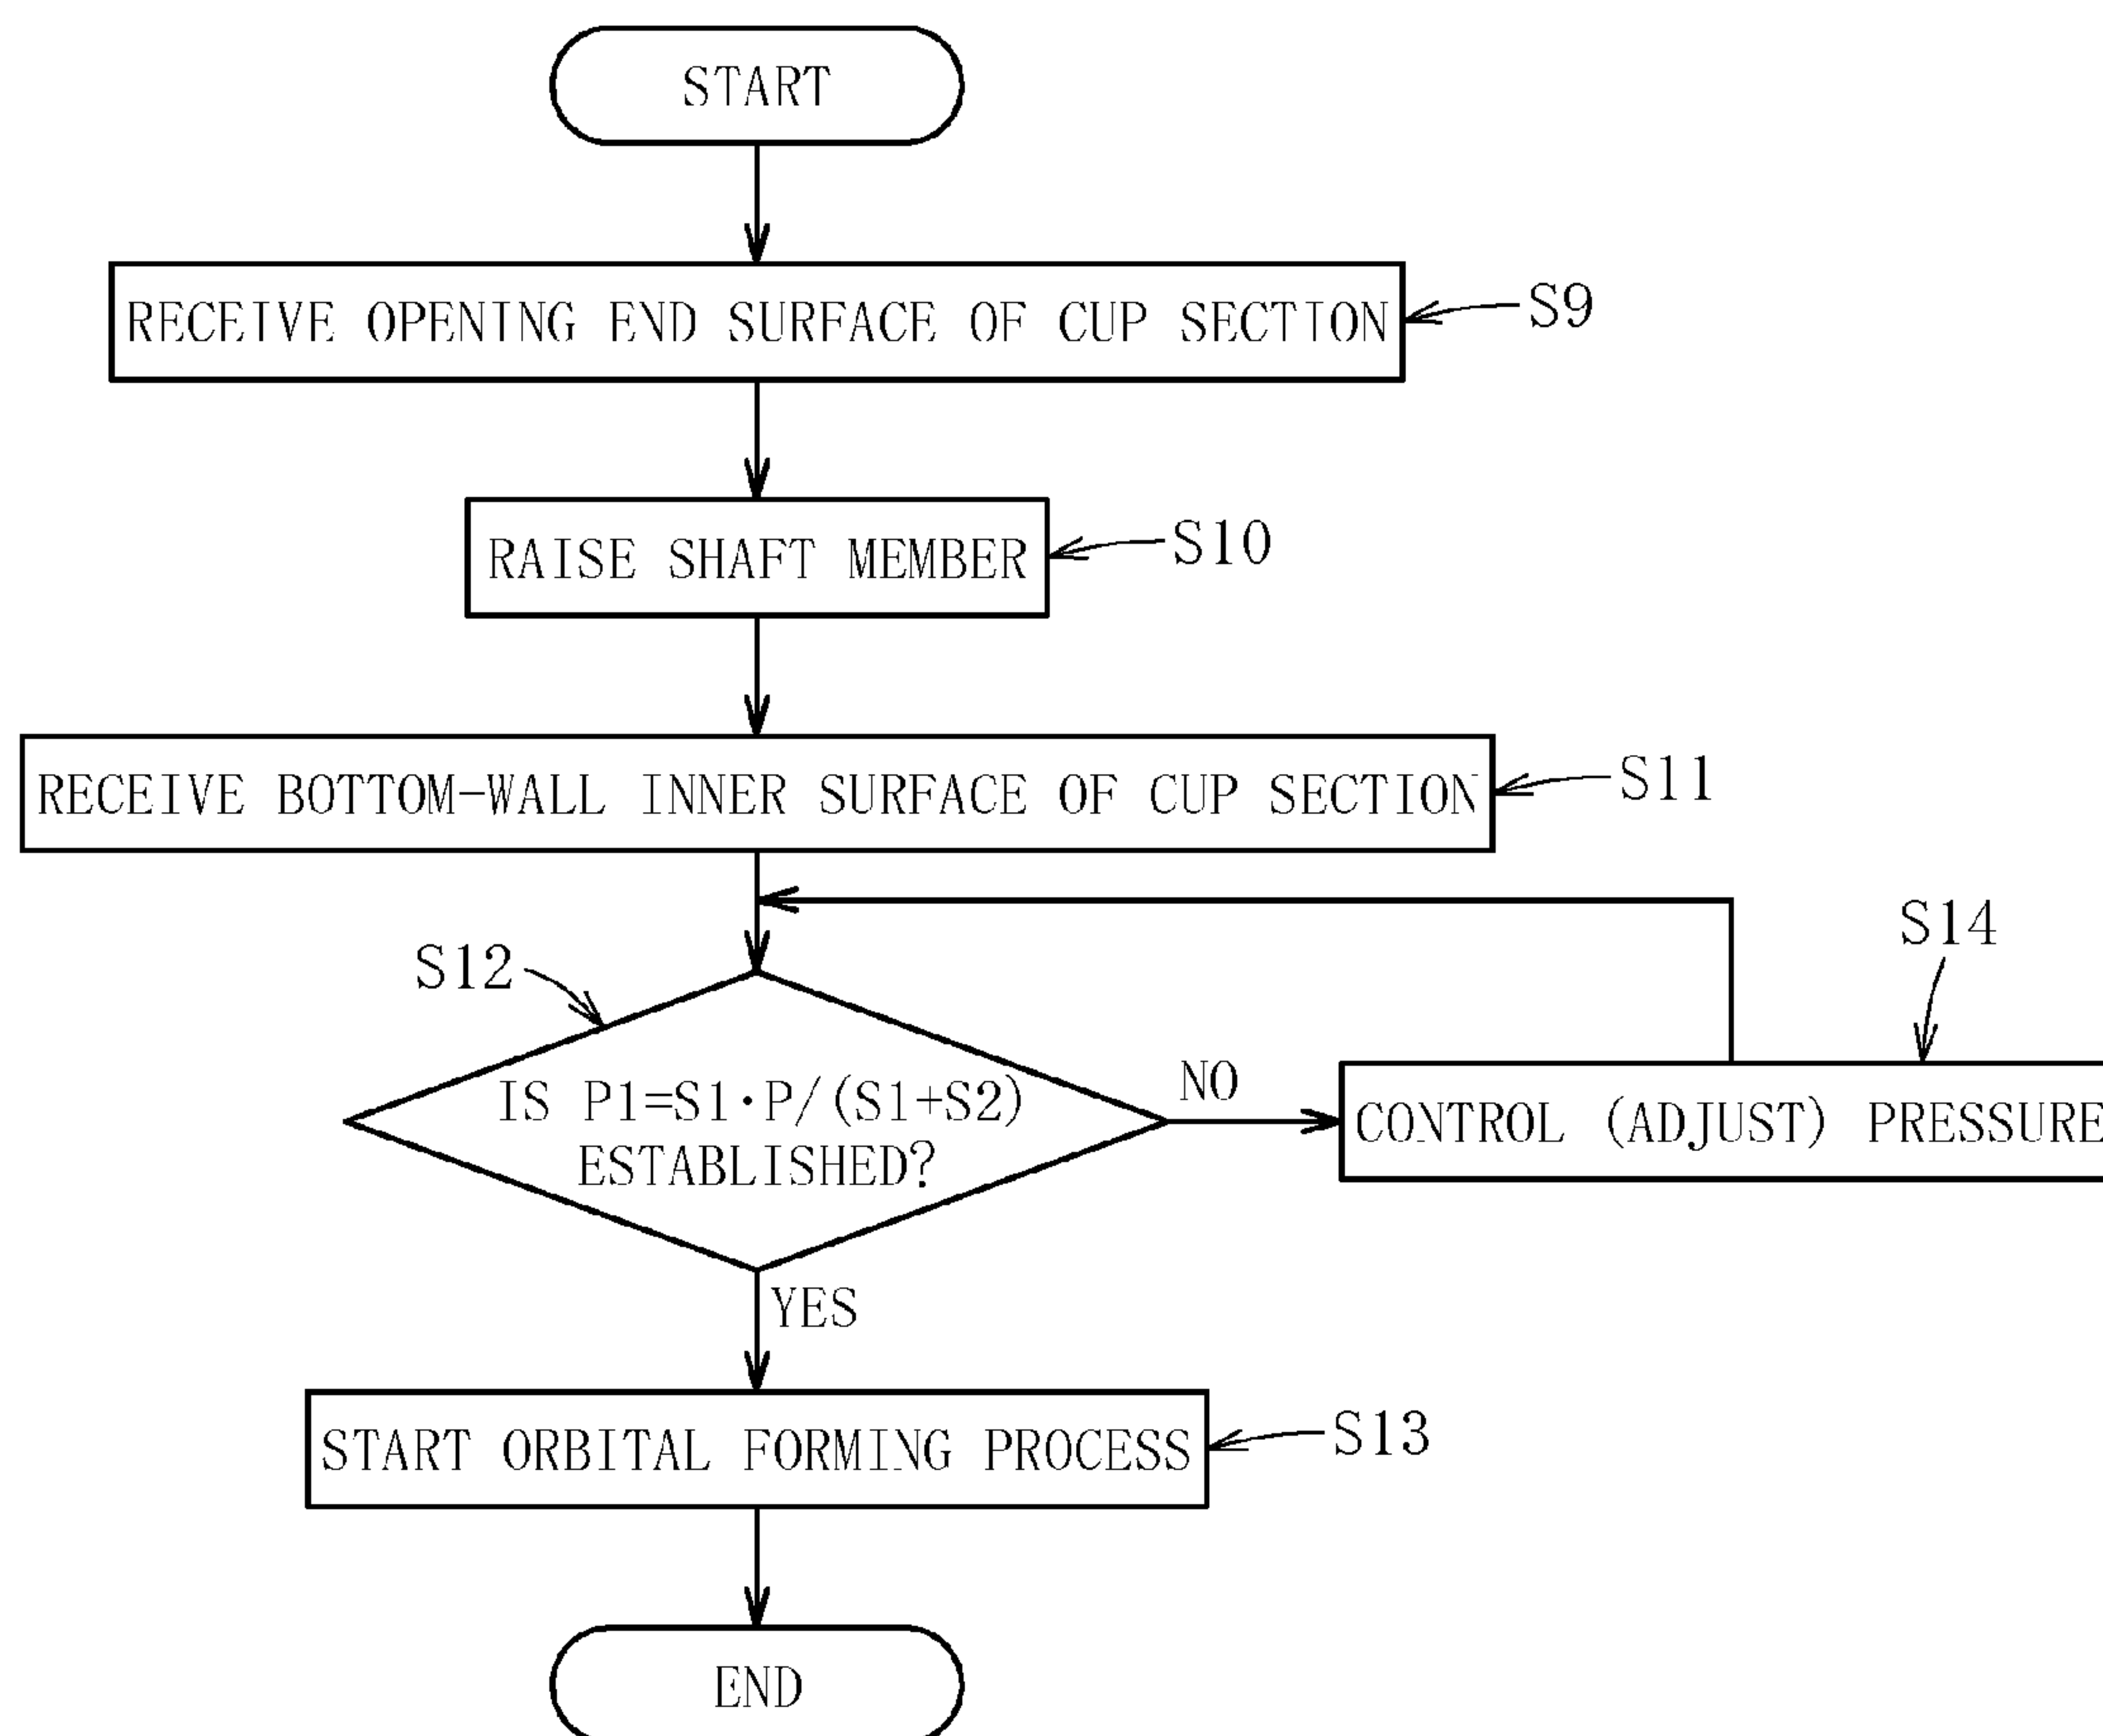 START
RECEIVE OPENING END SURFACE OF CUP SECTION
S9
RAISE SHAFT MEMBER
S10
RECEIVE BOTTOM-WALL INNER SURFACE OF CUP SECTION
S11
S12
IS P1=S1·P/(S1+S2)
ESTABLISHED?
NO
S14
CONTROL (ADJUST) PRESSURE
YES
START ORBITAL FORMING PROCESS
S13
END